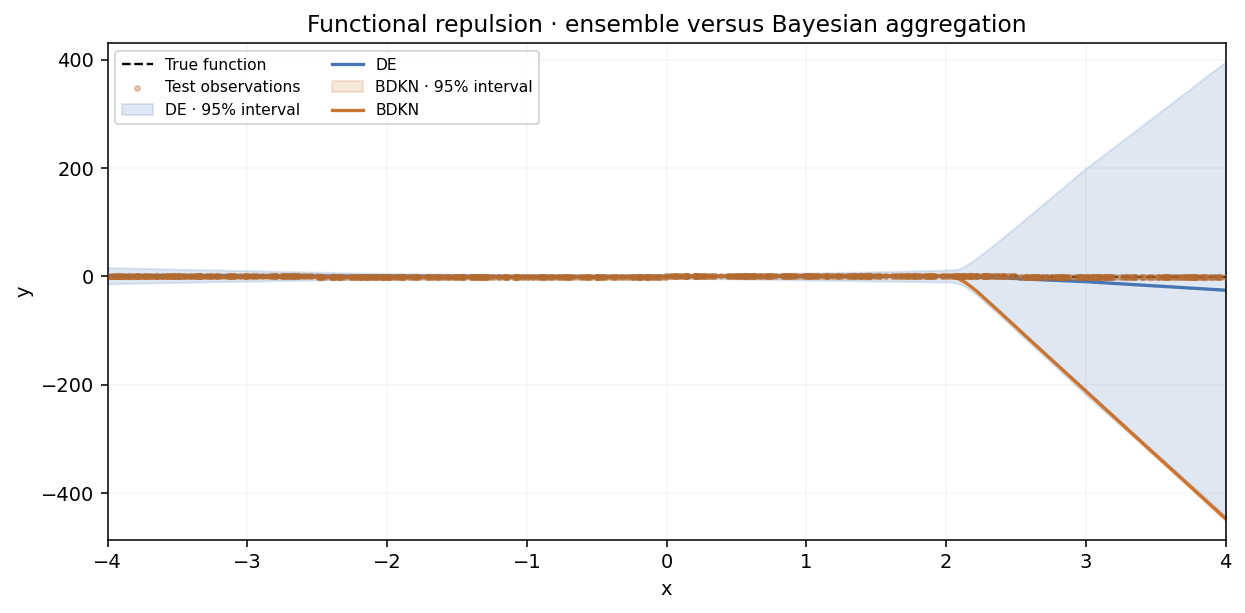 Functional repulsion · ensemble versus Bayesian aggregation
True function
Test observations
DE · 95% interval
DE
BDKN · 95% interval
BDKN
y
400
200
0
−200
−400
−4
−3
−2
−1
0
1
2
3
4
x